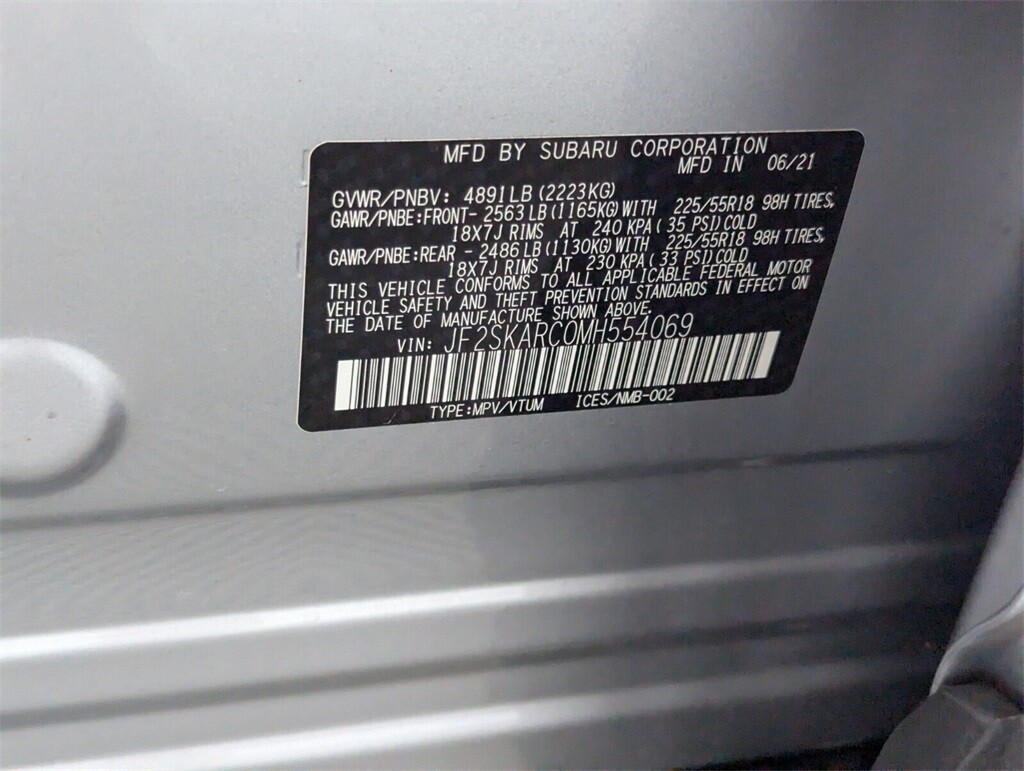 MFD BY SUBARU CORPORATION
MFD IN 06/21
GVWR/PNBV: 4891LB (2223KG)
GAWR/PNBE:FRONT- 2563LB (1165KG)WITH 225/55R18 98H TIRES,
18X7J RIMS AT 240 KPA( 35 PSI)COLD
GAWR/PNBE:REAR - 2486LB (1130KG)WITH 225/55R18 98H TIRES,
18X7J RIMS AT 230 KPA( 33 PSI)COLD
THIS VEHICLE CONFORMS TO ALL APPLICABLE FEDERAL MOTOR
VEHICLE SAFETY AND THEFT PREVENTION STANDARDS IN EFFECT ON
THE DATE OF MANUFACTURE SHOWN ABOVE.
VIN: JF2SKARC0MH554069
TYPE:MPV/VTUM ICES/NMB-002